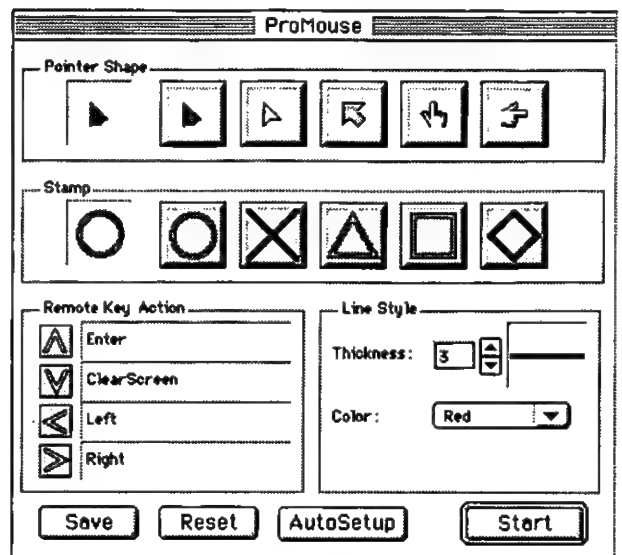 ProMouse
Pointer Shape
Stamp
Remote Key Action
Enter
ClearScreen
Left
Right
Line Style
Thickness: 3
Color: Red
Save Reset AutoSetup Start